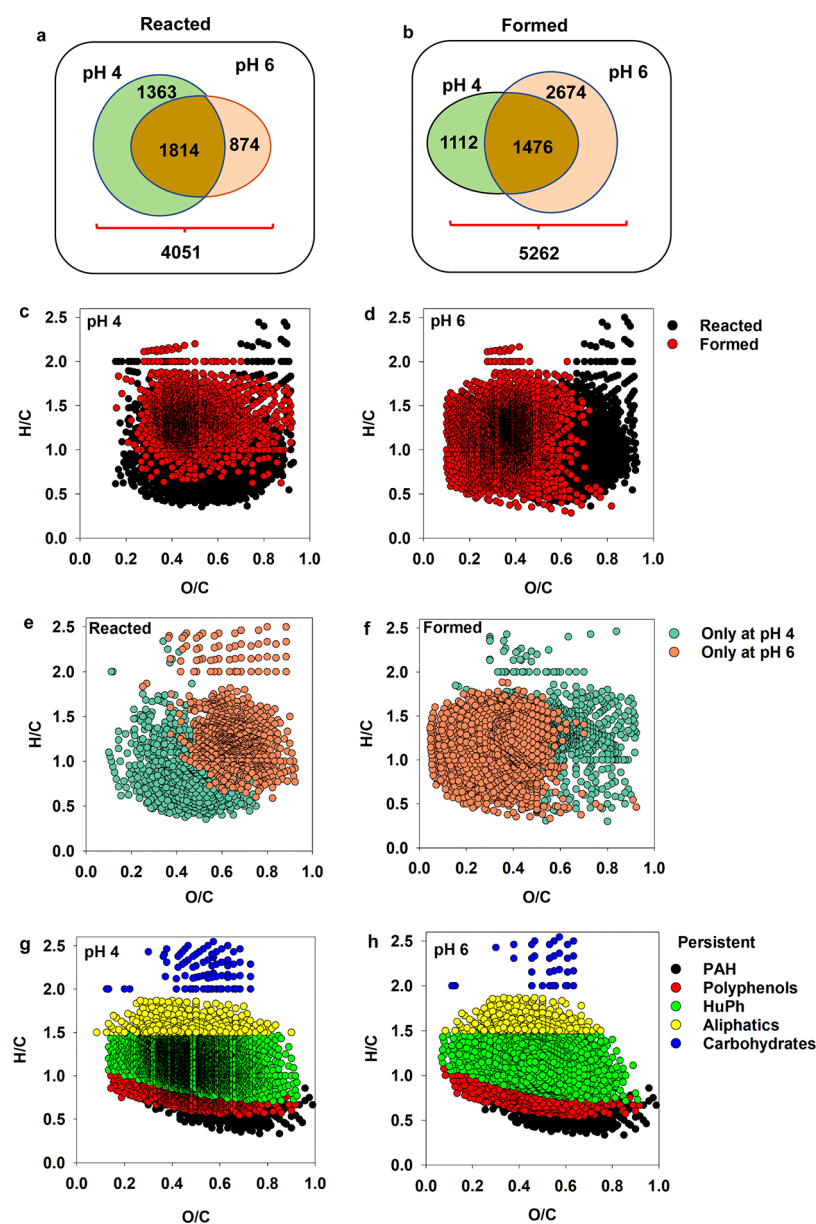 a
Reacted
pH 4
pH 6
1363
1814
874
4051
b
Formed
pH 4
pH 6
2674
1112
1476
5262
c
pH 4
2.5
2.0
1.5
1.0
0.5
0.0
H/C
0.0 0.2 0.4 0.6 0.8 1.0
O/C
d
pH 6
2.5
2.0
1.5
1.0
0.5
0.0
H/C
0.0 0.2 0.4 0.6 0.8 1.0
O/C
Reacted
Formed
e
Reacted
2.5
2.0
1.5
1.0
0.5
0.0
H/C
0.0 0.2 0.4 0.6 0.8 1.0
O/C
f
Formed
2.5
2.0
1.5
1.0
0.5
0.0
H/C
0.0 0.2 0.4 0.6 0.8 1.0
O/C
Only at pH 4
Only at pH 6
g
pH 4
2.5
2.0
1.5
1.0
0.5
0.0
H/C
0.0 0.2 0.4 0.6 0.8 1.0
O/C
h
pH 6
2.5
2.0
1.5
1.0
0.5
0.0
H/C
0.0 0.2 0.4 0.6 0.8 1.0
O/C
Persistent
PAH
Polyphenols
HuPh
Aliphatics
Carbohydrates